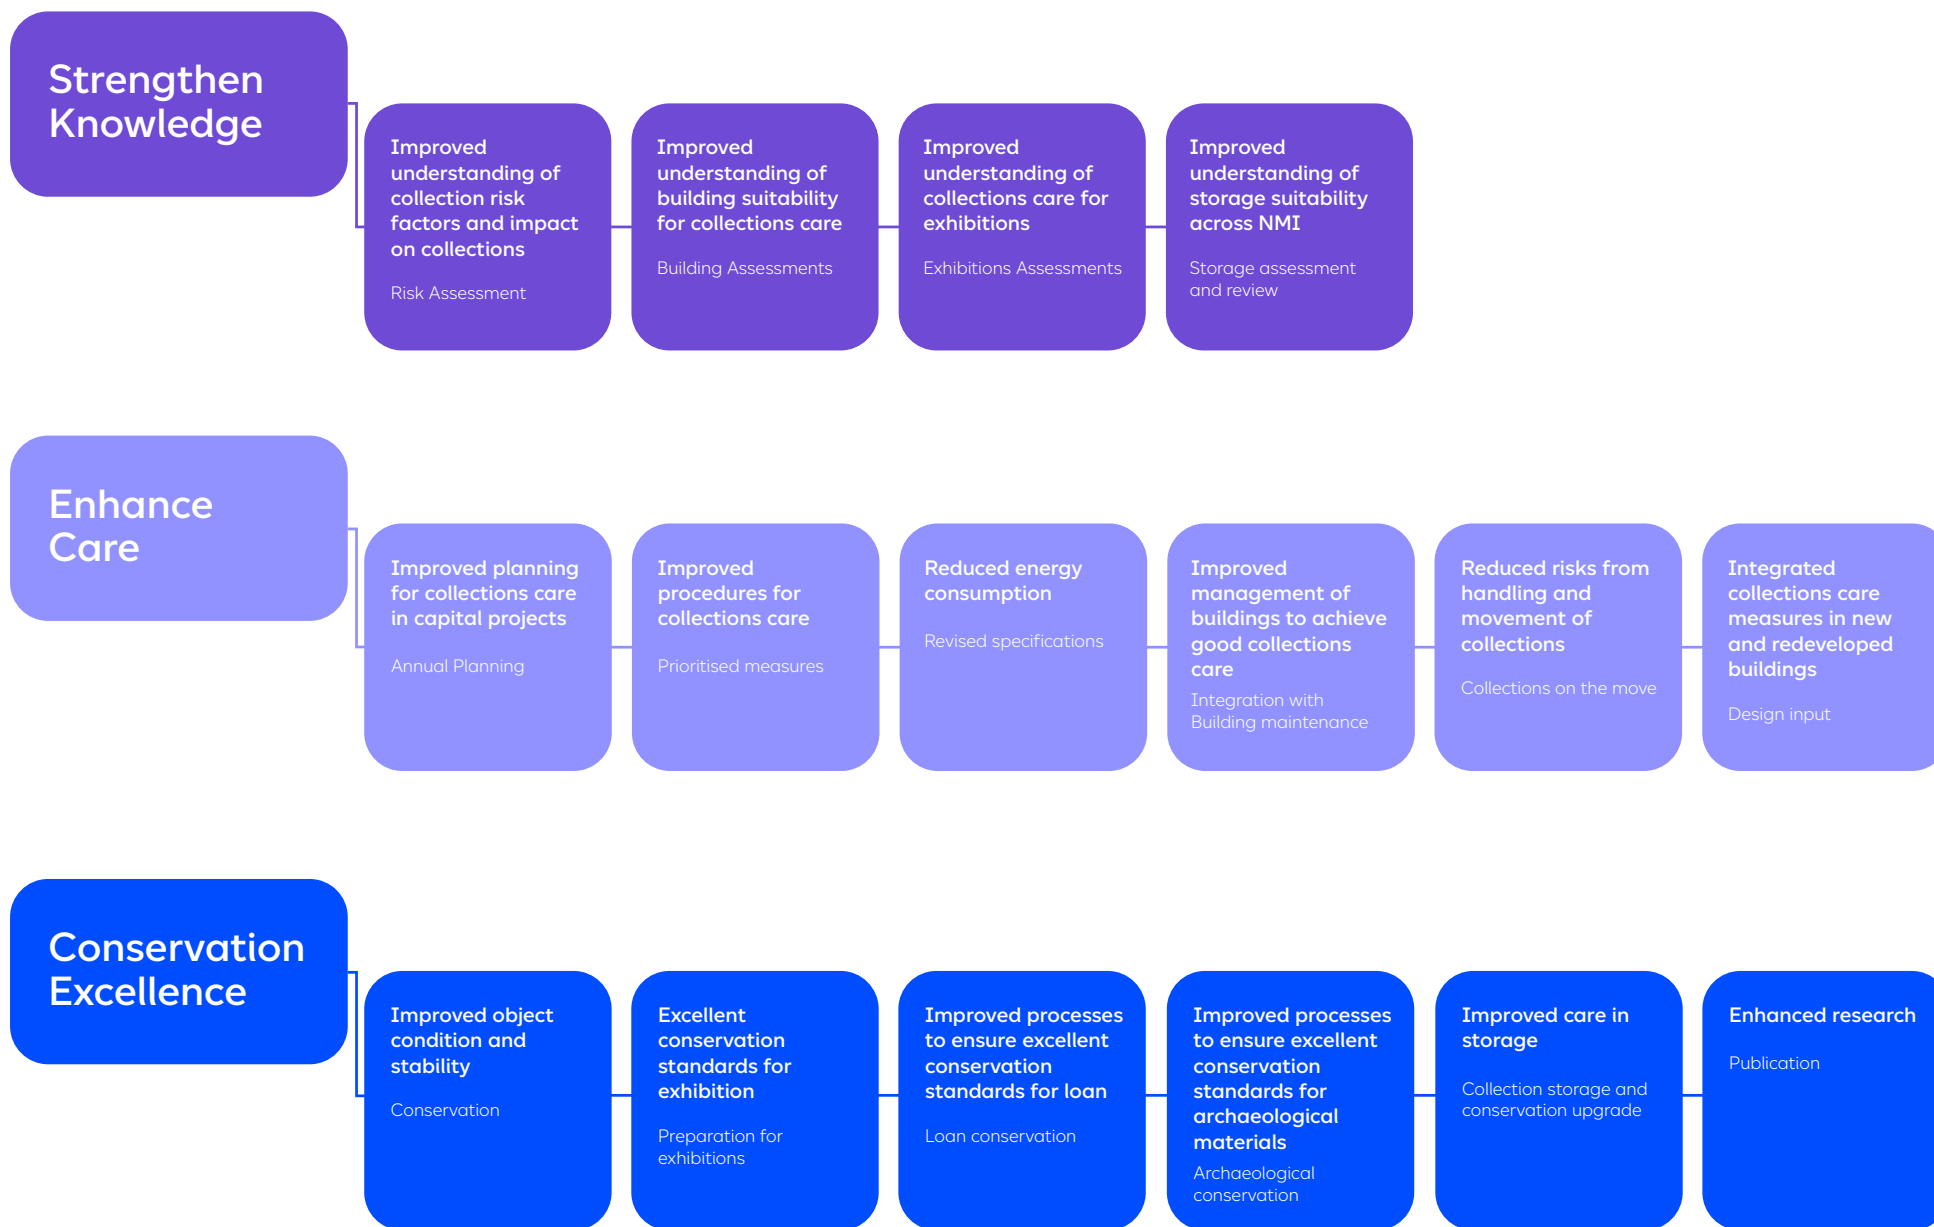 Strengthen
Knowledge
Improved
understanding of
collection risk
factors and impact
on collections
Risk Assessment
Improved
understanding of
building suitability
for collections care
Building Assessments
Improved
understanding of
collections care for
exhibitions
Exhibitions Assessments
Improved
understanding of
storage suitability
across NMI
Storage assessment
and review
Enhance
Care
Improved planning
for collections care
in capital projects
Annual Planning
Improved
procedures for
collections care
Prioritised measures
Reduced energy
consumption
Revised specifications
Improved
management of
buildings to achieve
good collections
care
Integration with
Building maintenance
Reduced risks from
handling and
movement of
collections
Collections on the move
Integrated
collections care
measures in new
and redeveloped
buildings
Design input
Conservation
Excellence
Improved object
condition and
stability
Conservation
Excellent
conservation
standards for
exhibition
Preparation for
exhibitions
Improved processes
to ensure excellent
conservation
standards for loan
Loan conservation
Improved processes
to ensure excellent
conservation
standards for
archaeological
materials
Archaeological
conservation
Improved care in
storage
Collection storage and
conservation upgrade
Enhanced research
Publication